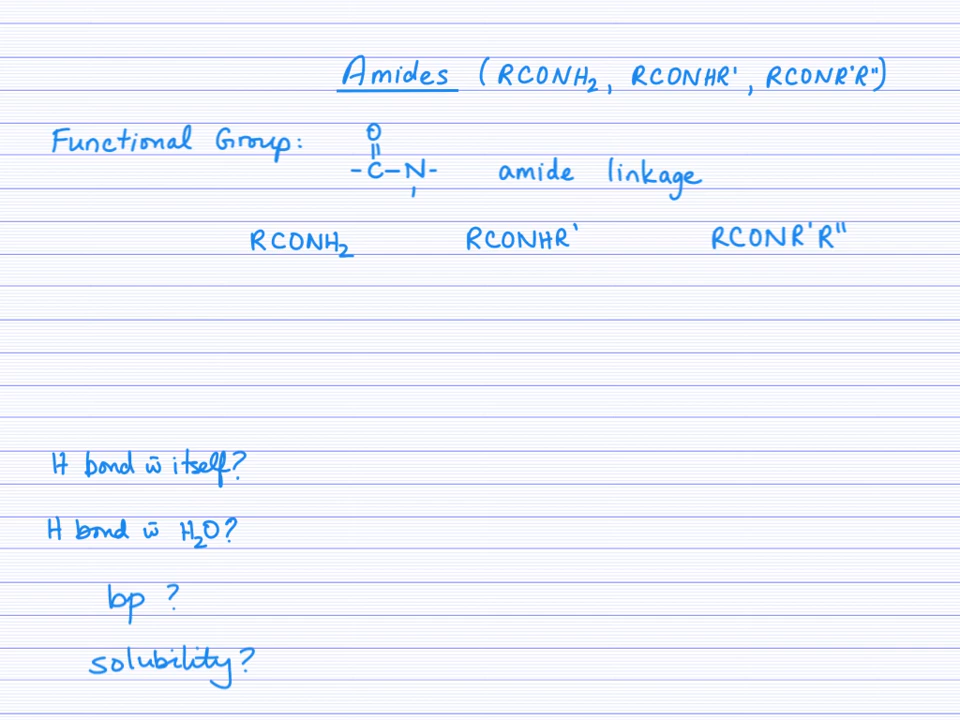 Amides (RCONH₂, RCONHR', RCONR'R")
Functional Group:
O
||
-C-N- amide linkage
RCONH₂ RCONHR' RCONR'R"
H bond w̄ itself?
H bond w̄ H₂O?
bp ?
solubility?